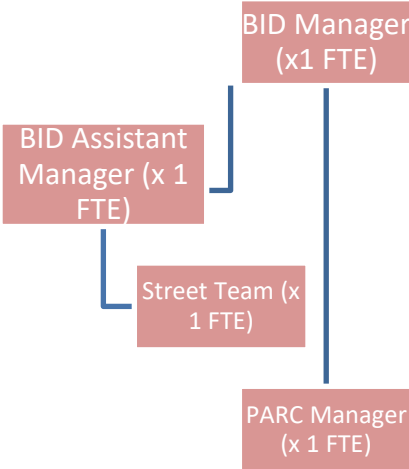 BID Manager
(x1 FTE)
BID Assistant
Manager (x 1
FTE)
Street Team (x
1 FTE)
PARC Manager
(x 1 FTE)